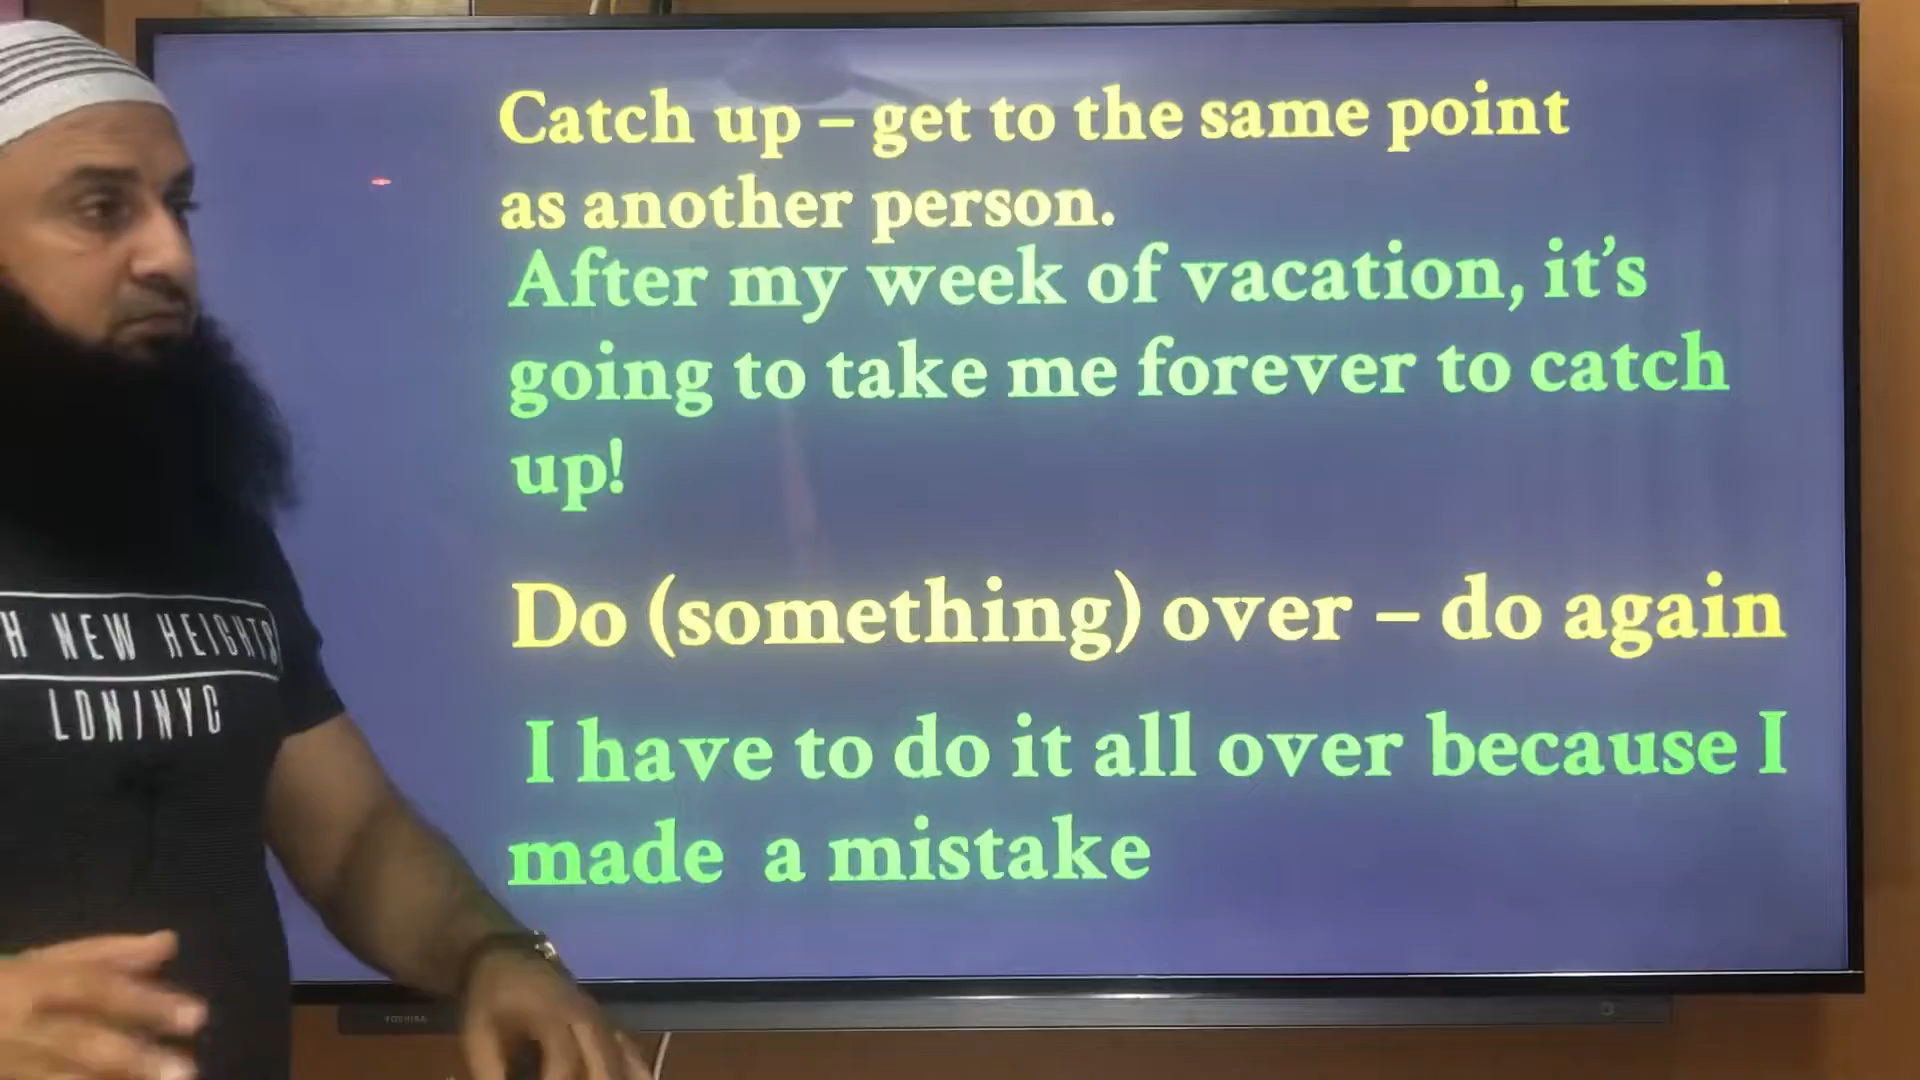 Catch up – get to the same point
as another person.
After my week of vacation, it’s
going to take me forever to catch
up!
Do (something) over – do again
I have to do it all over because I
made a mistake
H NEW HEIGHTS
LDN/NYC
TOSHIBA